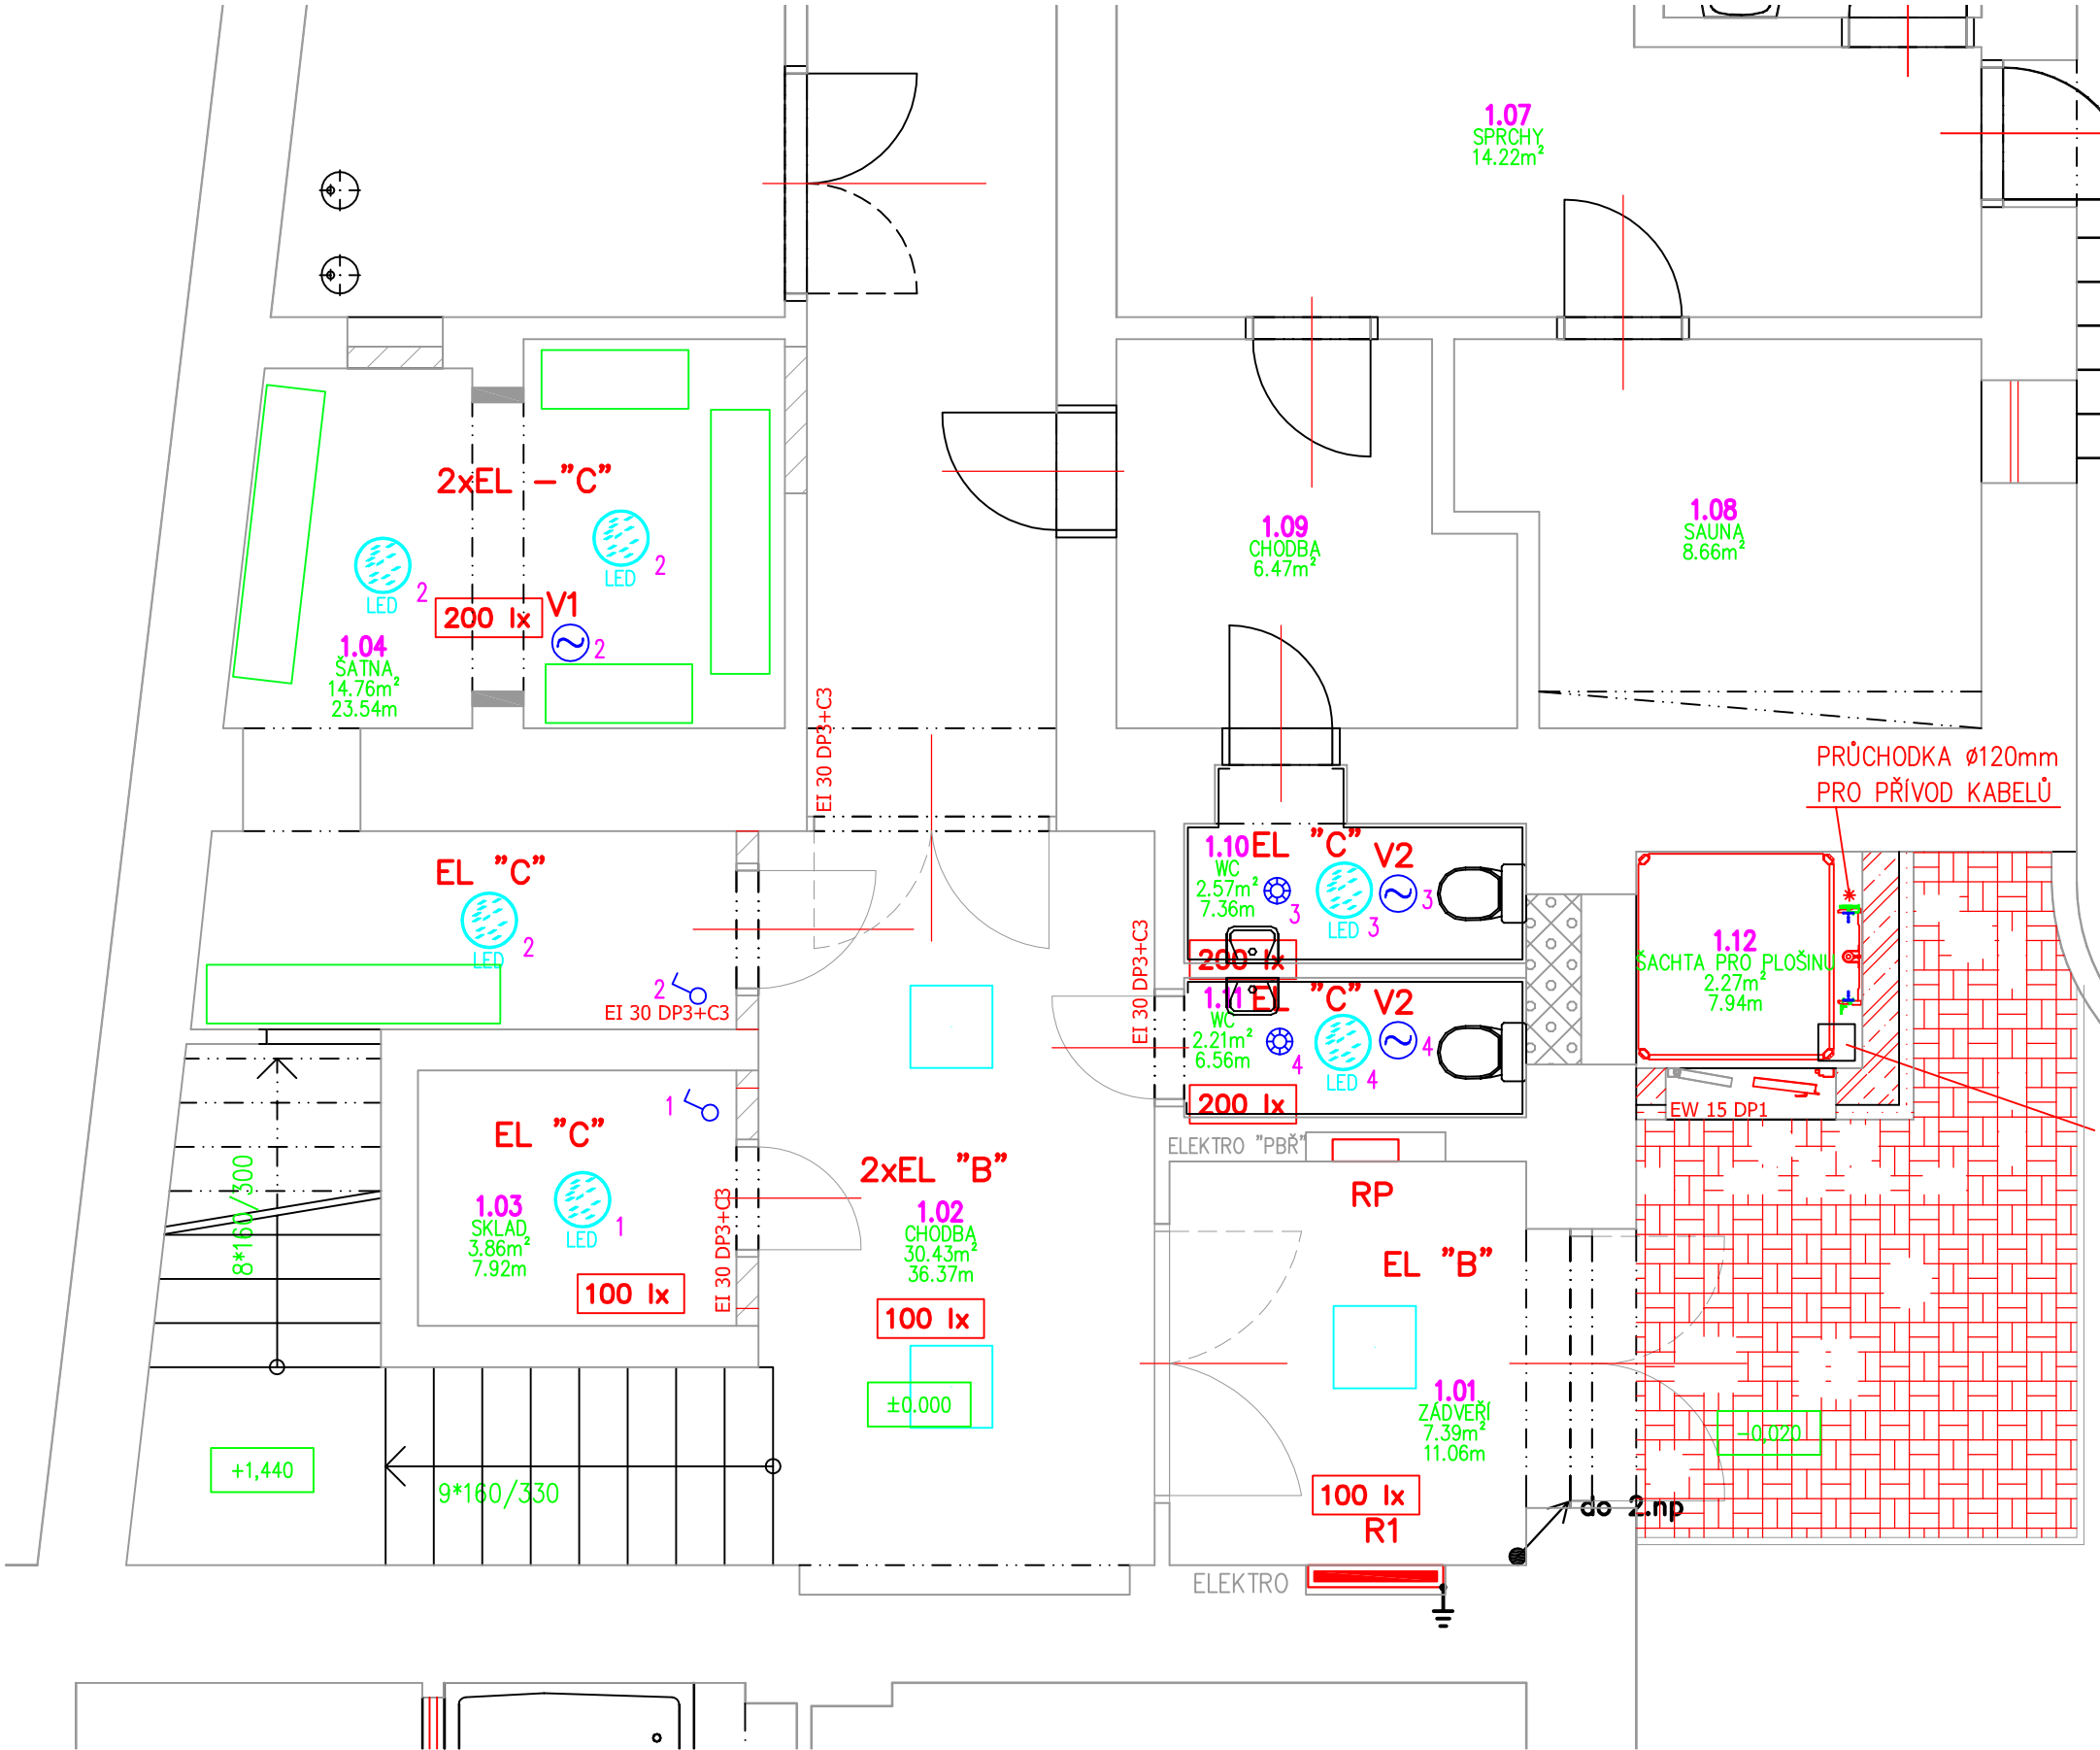 1.07
SPRCHY
14.22m²
2xEL -"C"
LED
2
LED
2
200 lx
V1
2
1.04
ŠATNA
14.76m²
23.54m
1.09
CHODBA
6.47m²
1.08
SAUNA
8.66m²
EI 30 DP3+C3
PRŮCHODKA Ø120mm
PRO PŘÍVOD KABELŮ
EL "C"
LED
2
2
EI 30 DP3+C3
1.10
WC
2.57m²
7.36m
EL "C"
V2
3
LED
3
3
200 lx
EI 30 DP3+C3
1.11
WC
2.21m²
6.56m
EL "C"
V2
4
LED
4
4
200 lx
1.12
ŠACHTA PRO PLOŠINU
2.27m²
7.94m
EW 15 DP1
1
EL "C"
1.03
SKLAD
3.86m²
7.92m
LED
1
100 lx
EI 30 DP3+C3
8*160/300
2xEL "B"
1.02
CHODBA
30.43m²
36.37m
100 lx
±0.000
ELEKTRO "PBŘ"
RP
EL "B"
1.01
ZÁDVEŘÍ
7.39m²
11.06m
100 lx
R1
-0,020
do 2.np
+1,440
9*160/330
ELEKTRO